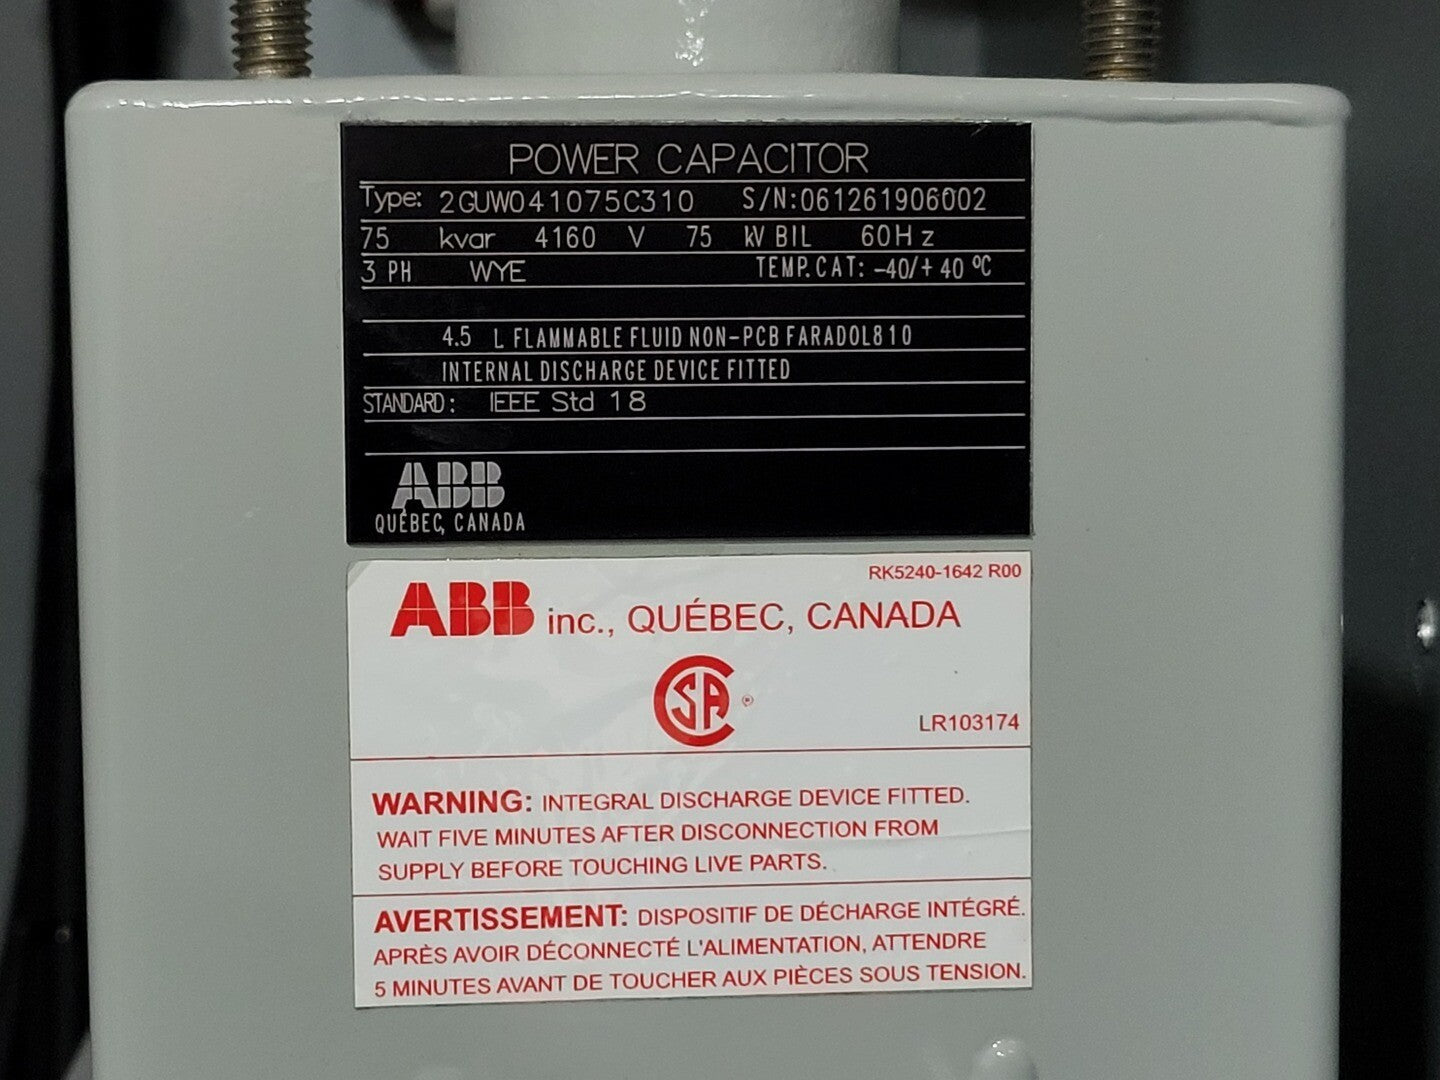 POWER CAPACITOR
Type: 2GUW041075C310 S/N:061261906002
75 kvar 4160 V 75 kV BIL 60Hz
3 PH WYE TEMP.CAT: -40/+40 ºC
4.5 L FLAMMABLE FLUID NON-PCB FARADOL810
INTERNAL DISCHARGE DEVICE FITTED
STANDARD: IEEE Std 18
ABB
QUÉBEC, CANADA
RK5240-1642 R00
ABB inc., QUÉBEC, CANADA
CSA ®
LR103174
WARNING: INTEGRAL DISCHARGE DEVICE FITTED.
WAIT FIVE MINUTES AFTER DISCONNECTION FROM
SUPPLY BEFORE TOUCHING LIVE PARTS.
AVERTISSEMENT: DISPOSITIF DE DÉCHARGE INTÉGRÉ.
APRÈS AVOIR DÉCONNECTÉ L'ALIMENTATION, ATTENDRE
5 MINUTES AVANT DE TOUCHER AUX PIÈCES SOUS TENSION.